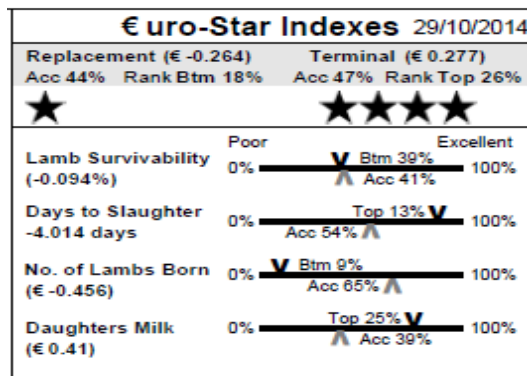 € uro-Star Indexes 29/10/2014
Replacement (€ -0.264) Terminal (€ 0.277)
Acc 44% Rank Btm 18% Acc 47% Rank Top 26%
Poor Excellent
Lamb Survivability 0% Btm 39% 100%
(-0.094%) Acc 41%
Days to Slaughter 0% Top 13% 100%
-4.014 days Acc 54%
No. of Lambs Born 0% Btm 9% 100%
(€ -0.456) Acc 65%
Daughters Milk 0% Top 25% 100%
(€ 0.41) Acc 39%